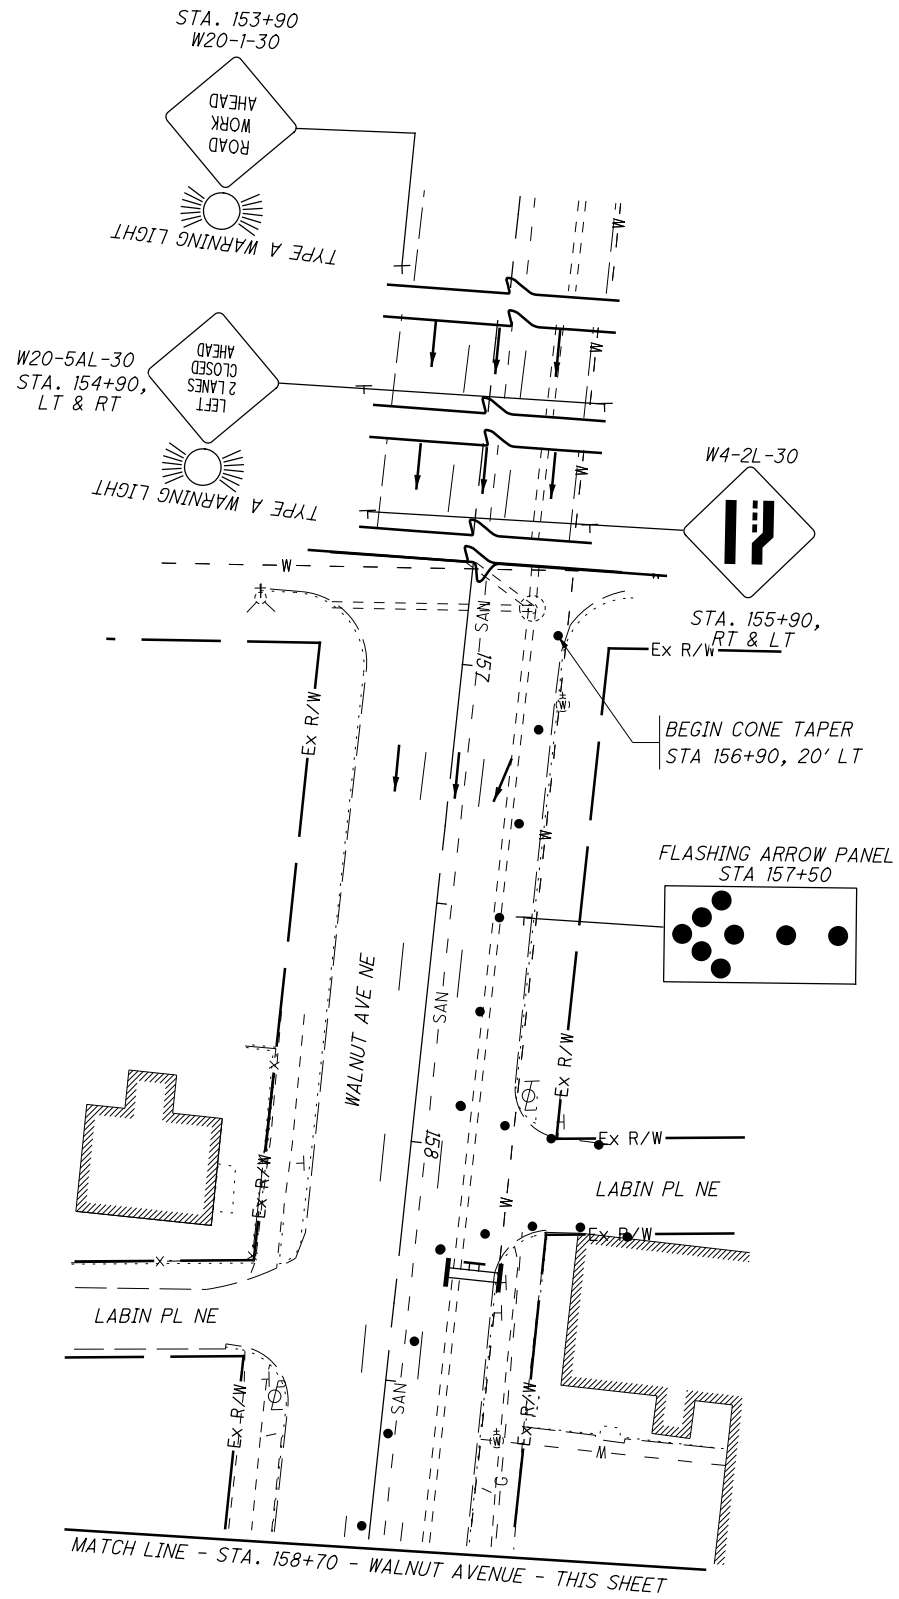 STA. 153+90
W20-1-30
ROAD
WORK
AHEAD
TYPE A WARNING LIGHT
W
W20-5AL-30
STA. 154+90,
LT & RT
LEFT
2 LANES
CLOSED
AHEAD
TYPE A WARNING LIGHT
W
W
W4-2L-30
STA. 155+90,
RT & LT
W
SAN
157
Ex R/W
Ex R/W
W
BEGIN CONE TAPER
STA 156+90, 20' LT
W
FLASHING ARROW PANEL
STA 157+50
WALNUT AVE NE
SAN
Ex R/W
X
158
Ex R/W
Ex R/W
LABIN PL NE
W
Ex R/W
X
X
LABIN PL NE
SAN
Ex R/W
Ex R/W
W
W
G
MATCH LINE - STA. 158+70 - WALNUT AVENUE - THIS SHEET